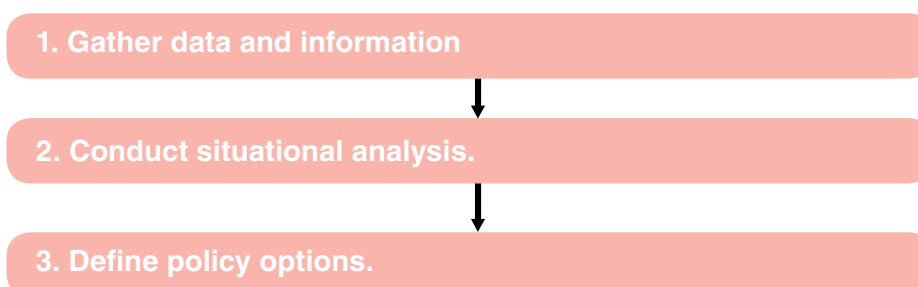 1. Gather data and information
2. Conduct situational analysis.
3. Define policy options.